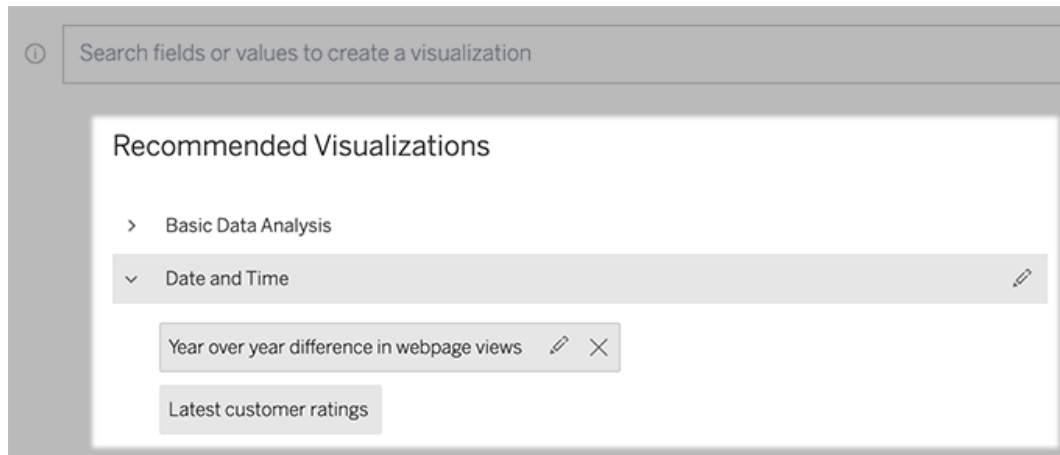 Search fields or values to create a visualization
Recommended Visualizations
Basic Data Analysis
Date and Time
Year over year difference in webpage views
Latest customer ratings